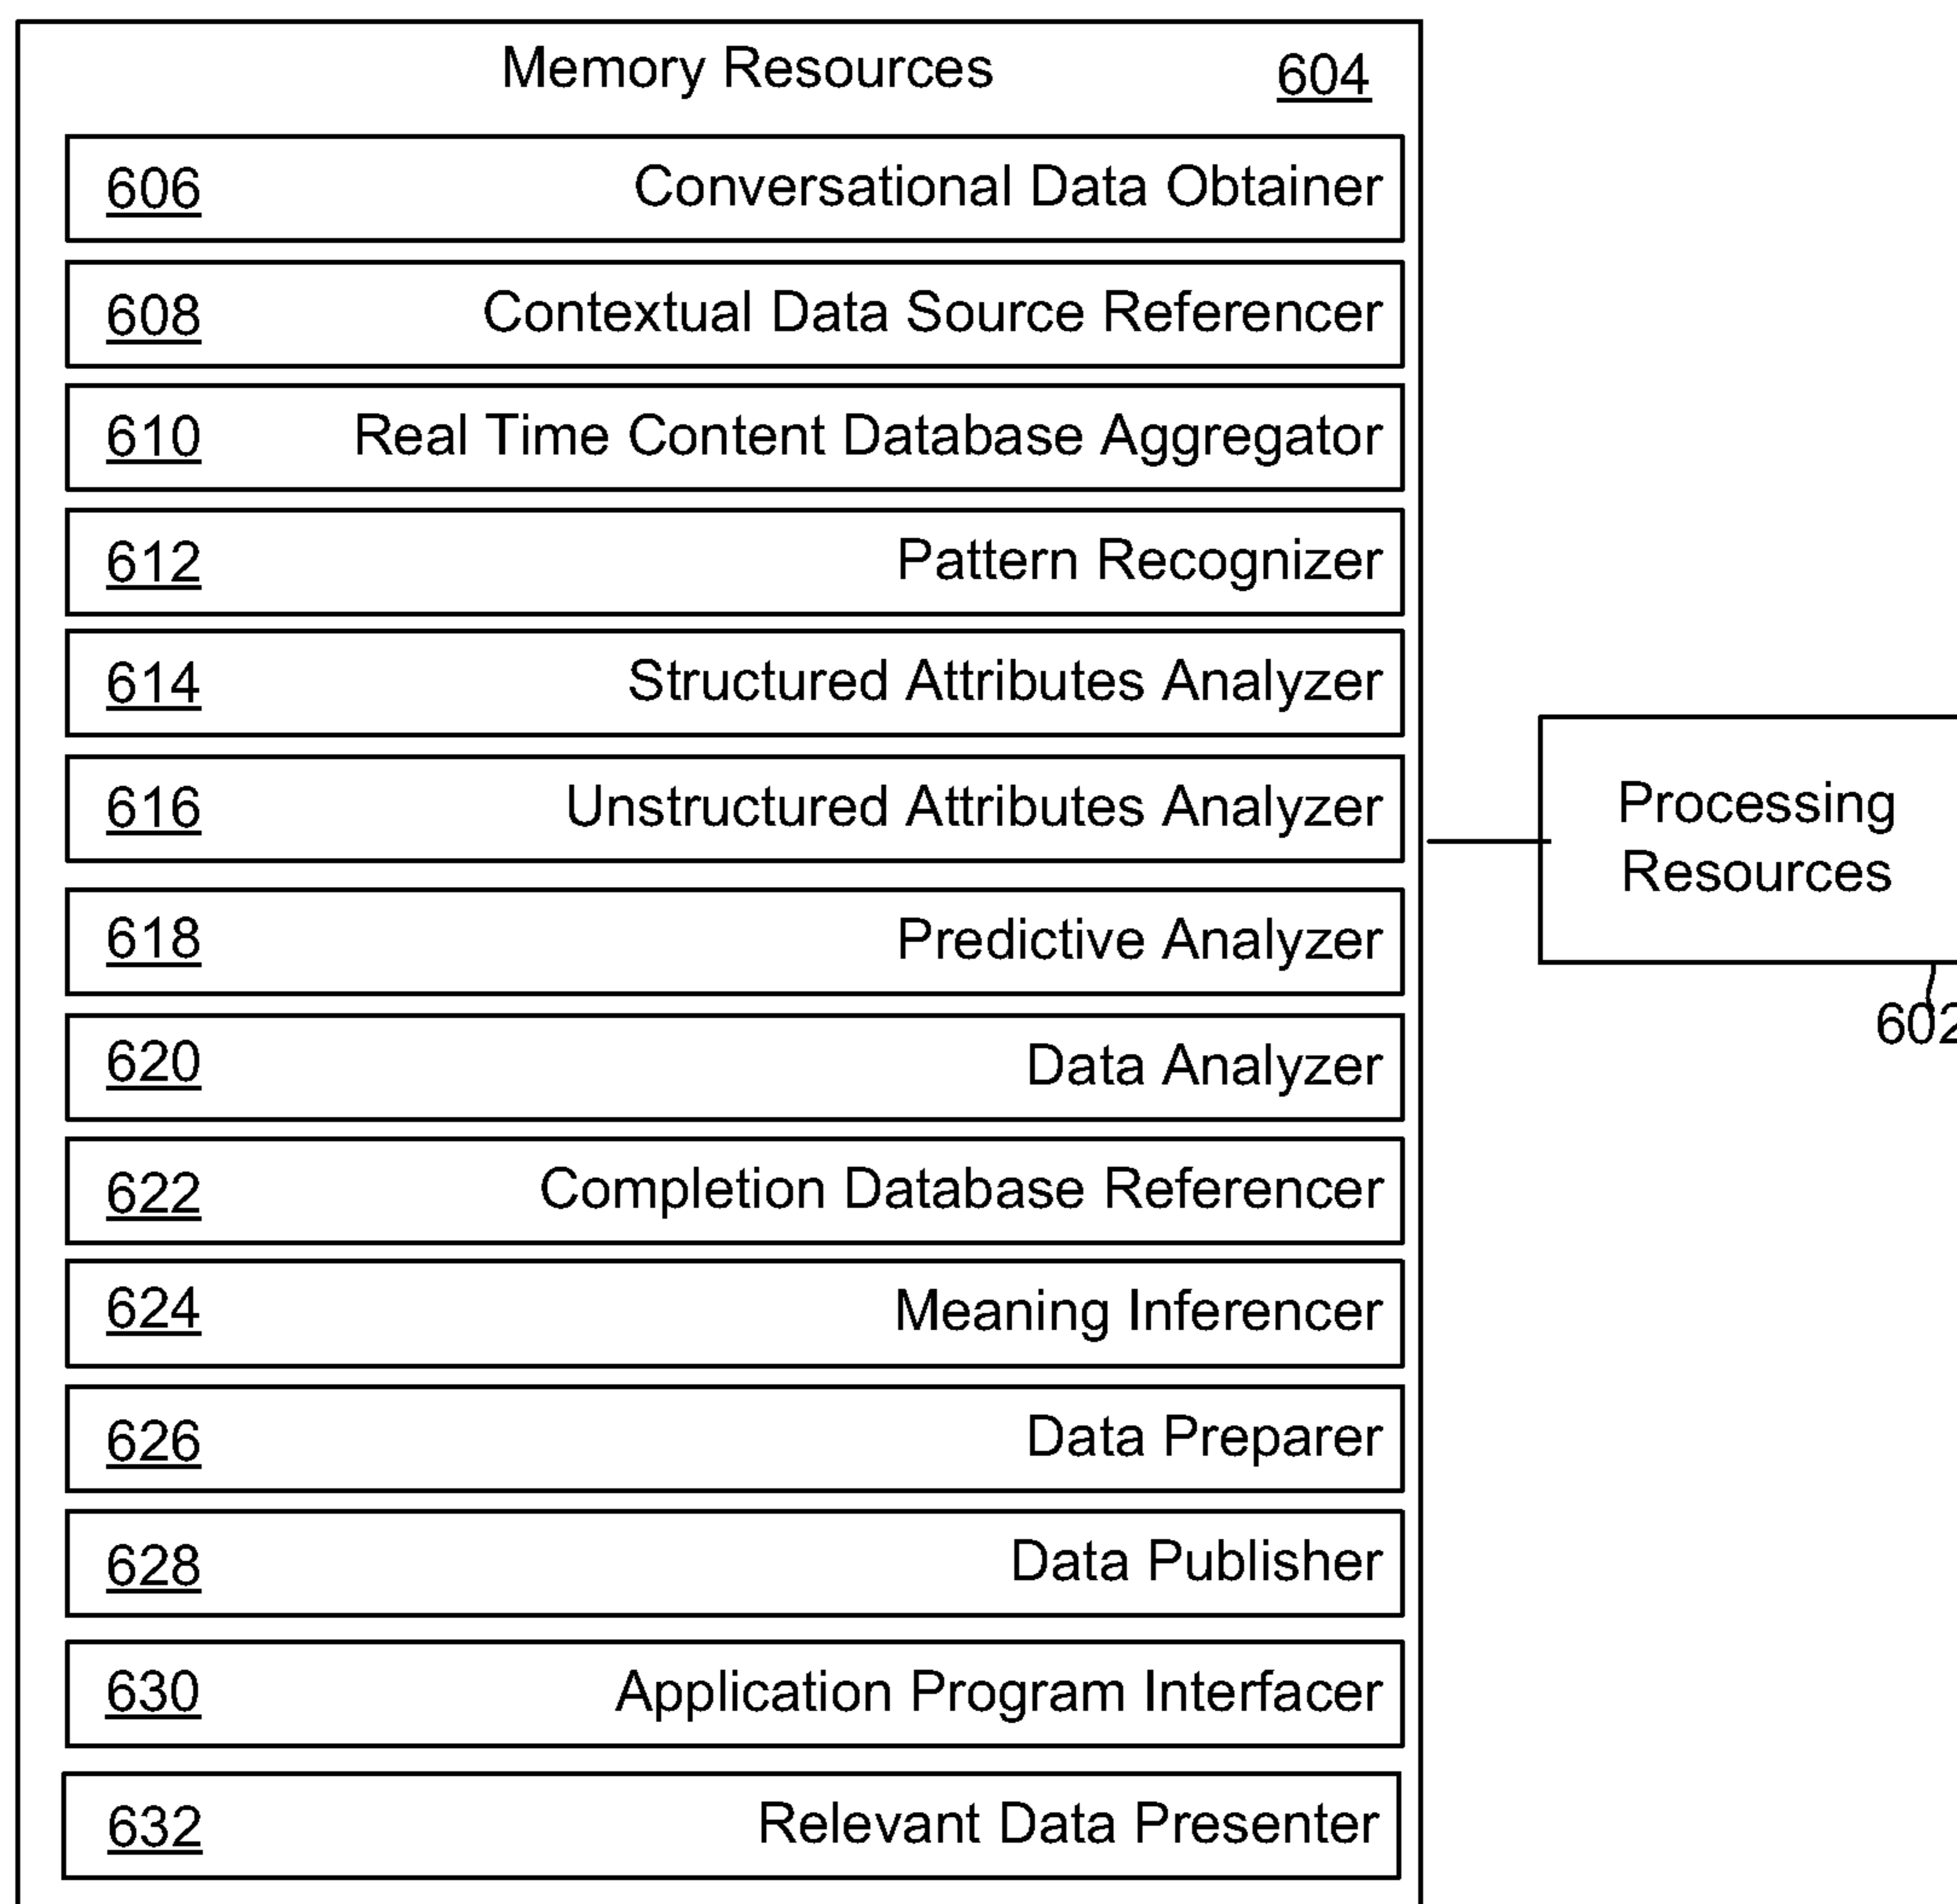 Memory Resources 604
606 Conversational Data Obtainer
608 Contextual Data Source Referencer
610 Real Time Content Database Aggregator
612 Pattern Recognizer
614 Structured Attributes Analyzer
616 Unstructured Attributes Analyzer
Processing
Resources
618 Predictive Analyzer
602
620 Data Analyzer
622 Completion Database Referencer
624 Meaning Inferencer
626 Data Preparer
628 Data Publisher
630 Application Program Interfacer
632 Relevant Data Presenter